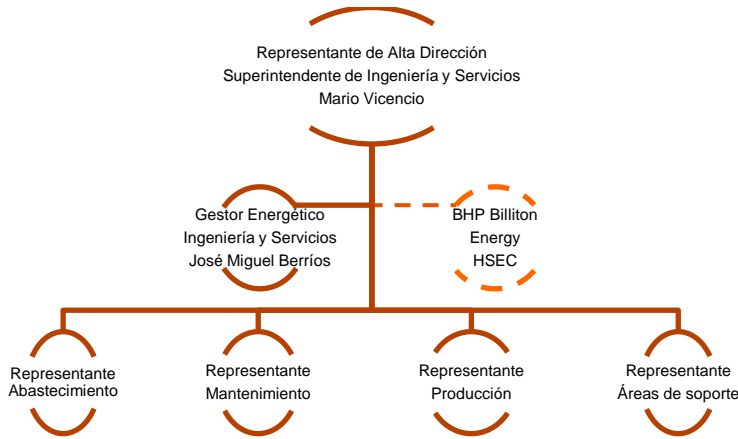 Representante de Alta Dirección
Superintendente de Ingeniería y Servicios
Mario Vicencio
Gestor Energético
Ingeniería y Servicios
José Miguel Berríos
BHP Billiton
Energy
HSEC
Representante
Abastecimiento
Representante
Mantenimiento
Representante
Producción
Representante
Áreas de soporte